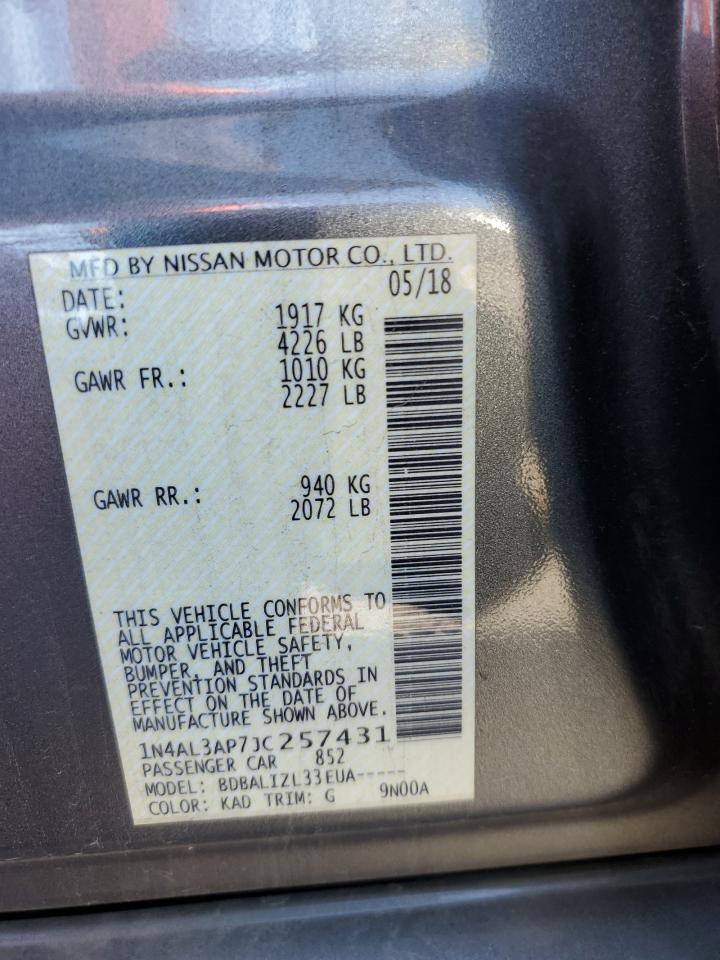 MFD BY NISSAN MOTOR CO., LTD.
DATE: 05/18
GVWR: 1917 KG
4226 LB
GAWR FR.: 1010 KG
2227 LB
GAWR RR.: 940 KG
2072 LB
THIS VEHICLE CONFORMS TO
ALL APPLICABLE FEDERAL
MOTOR VEHICLE SAFETY,
BUMPER, AND THEFT
PREVENTION STANDARDS IN
EFFECT ON THE DATE OF
MANUFACTURE SHOWN ABOVE.
1N4AL3AP7JC257431
PASSENGER CAR 852
MODEL: BDBALIZL33EUA-----
COLOR: KAD TRIM: G 9N00A